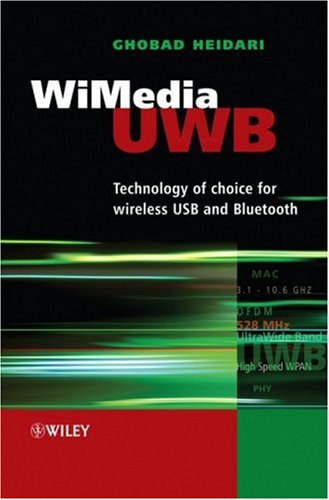 GHOBAD HEIDARI
WiMedia
UWB
Technology of choice for
wireless USB and Bluetooth
MAC
3.1 - 10.6 GHZ
OFDM
528 MHz
UltraWide Band
UWB
High Speed WPAN
PHY
WILEY